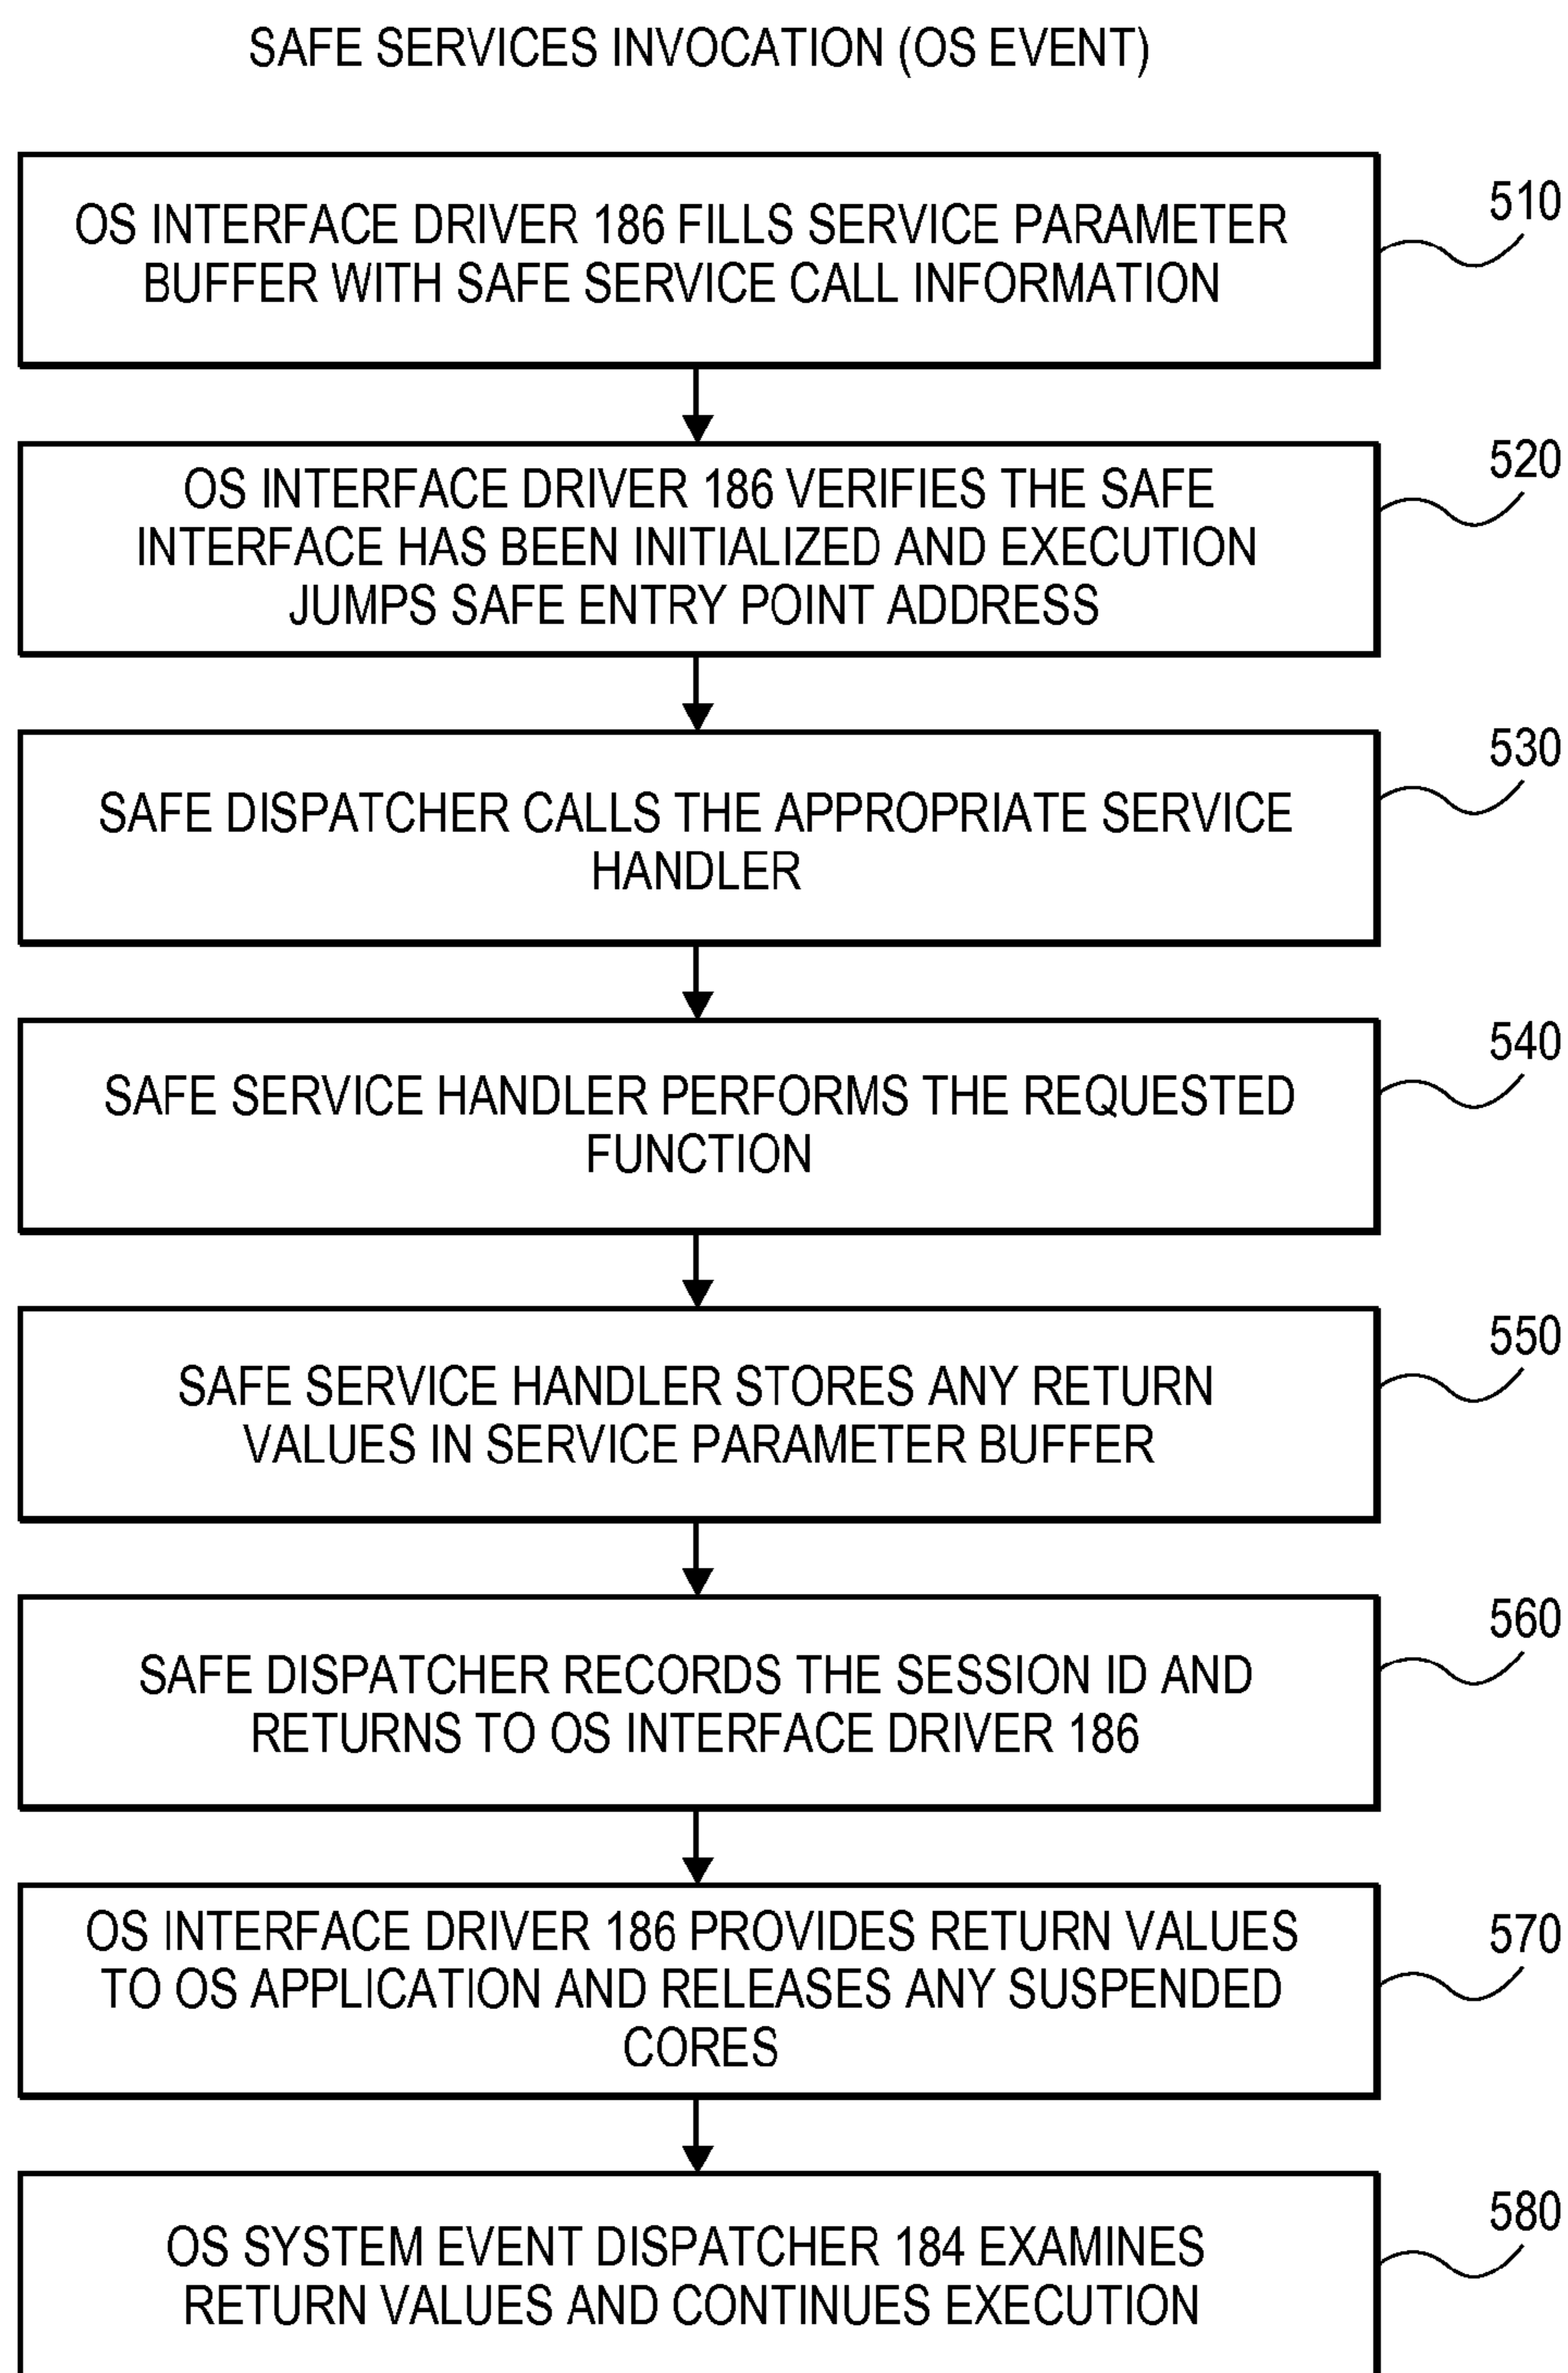 SAFE SERVICES INVOCATION (OS EVENT)
510
OS INTERFACE DRIVER 186 FILLS SERVICE PARAMETER
BUFFER WITH SAFE SERVICE CALL INFORMATION
520
OS INTERFACE DRIVER 186 VERIFIES THE SAFE
INTERFACE HAS BEEN INITIALIZED AND EXECUTION
JUMPS SAFE ENTRY POINT ADDRESS
530
SAFE DISPATCHER CALLS THE APPROPRIATE SERVICE
HANDLER
540
SAFE SERVICE HANDLER PERFORMS THE REQUESTED
FUNCTION
550
SAFE SERVICE HANDLER STORES ANY RETURN
VALUES IN SERVICE PARAMETER BUFFER
560
SAFE DISPATCHER RECORDS THE SESSION ID AND
RETURNS TO OS INTERFACE DRIVER 186
570
OS INTERFACE DRIVER 186 PROVIDES RETURN VALUES
TO OS APPLICATION AND RELEASES ANY SUSPENDED
CORES
580
OS SYSTEM EVENT DISPATCHER 184 EXAMINES
RETURN VALUES AND CONTINUES EXECUTION